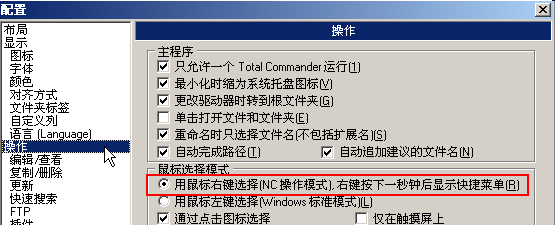 配置
布局
显示
图标
字体
颜色
对齐方式
文件夹标签
自定义列
语言 (Language)
操作
编辑/查看
复制/删除
更新
快速搜索
FTP
插件
操作
主程序
只允许一个 Total Commander 运行(1)
最小化时缩为系统托盘图标(V)
更改驱动器时转到根文件夹(G)
单击打开文件和文件夹(E)
重命名时只选择文件名(不包括扩展名)(S)
自动完成路径(T)
自动追加建议的文件名(N)
鼠标选择模式
用鼠标右键选择(NC 操作模式), 右键按下一秒钟后显示快捷菜单(R)
用鼠标左键选择(Windows 标准模式)(L)
通过点击图标选择
仅在触摸屏上